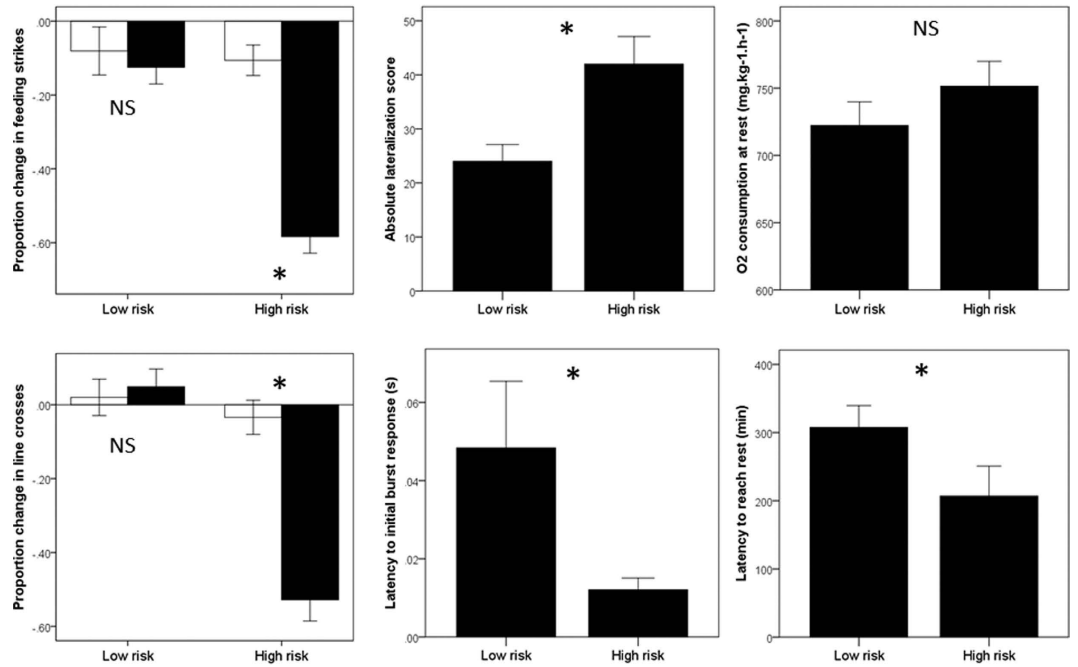 Proportion change in feeding strikes
.00
-.20
-.40
-.60
NS
*
Low risk
High risk
Absolute lateralization score
50
40
30
20
10
0
*
Low risk
High risk
O2 consumption at rest (mg.kg-1.h-1)
800
750
700
650
600
NS
Low risk
High risk
Proportion change in line crosses
.00
-.20
-.40
-.60
NS
*
Low risk
High risk
Latency to initial burst response (s)
.06
.04
.02
.00
*
Low risk
High risk
Latency to reach rest (min)
400
300
200
100
0
*
Low risk
High risk